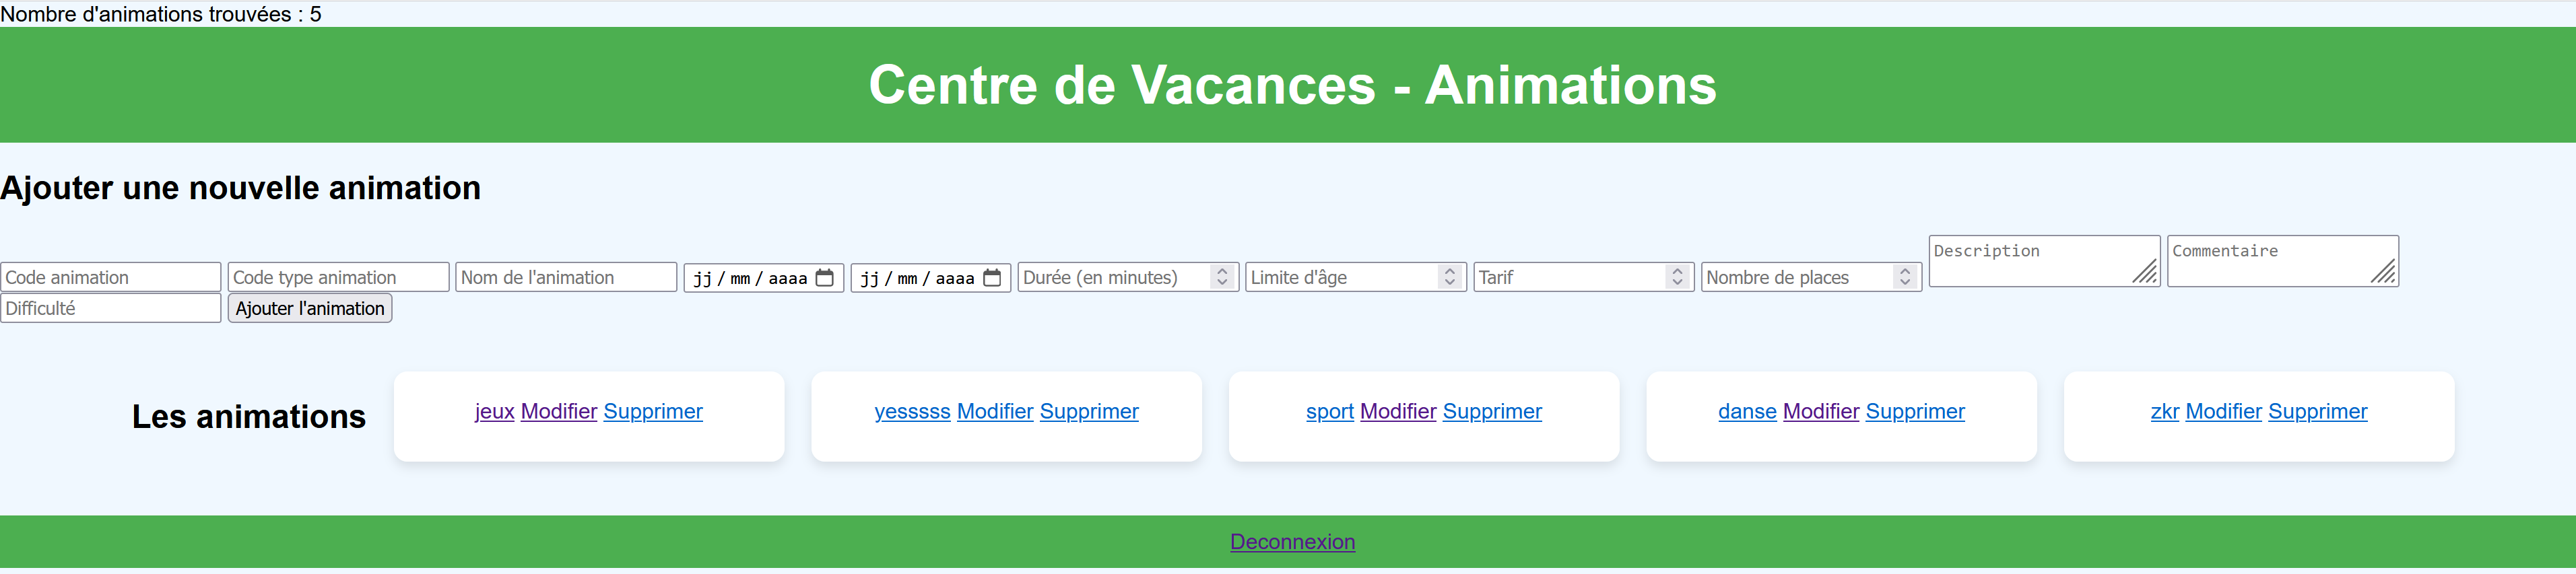 Nombre d'animations trouvées : 5
Centre de Vacances - Animations
Ajouter une nouvelle animation
Code animation Code type animation Nom de l'animation jj / mm / aaaa jj / mm / aaaa Durée (en minutes) Limite d'âge Tarif Nombre de places Description Commentaire
Difficulté Ajouter l'animation
Les animations jeux Modifier Supprimer yesssss Modifier Supprimer sport Modifier Supprimer danse Modifier Supprimer zkr Modifier Supprimer
Deconnexion